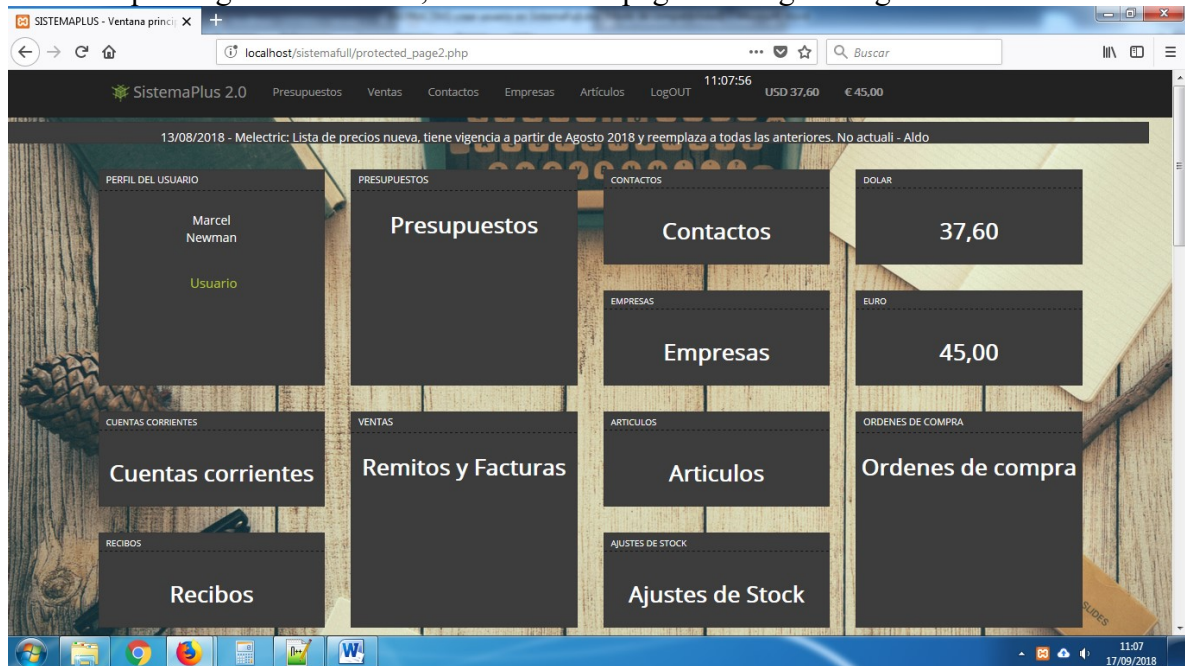 SISTEMAPLUS - Ventana princip
localhost/sistemafull/protected_page2.php
Buscar
SistemaPlus 2.0 Presupuestos Ventas Contactos Empresas Artículos LogOUT 11:07:56 USD 37,60 € 45,00
13/08/2018 - Melectric: Lista de precios nueva, tiene vigencia a partir de Agosto 2018 y reemplaza a todas las anteriores. No actuali - Aldo
PERFIL DEL USUARIO
Marcel
Newman
Usuario
PRESUPUESTOS
Presupuestos
CONTACTOS
Contactos
DOLAR
37,60
EMPRESAS
Empresas
EURO
45,00
CUENTAS CORRIENTES
Cuentas corrientes
VENTAS
Remitos y Facturas
ARTICULOS
Articulos
ORDENES DE COMPRA
Ordenes de compra
RECIBOS
Recibos
AJUSTES DE STOCK
Ajustes de Stock
SLIDES
11:07
17/09/2018